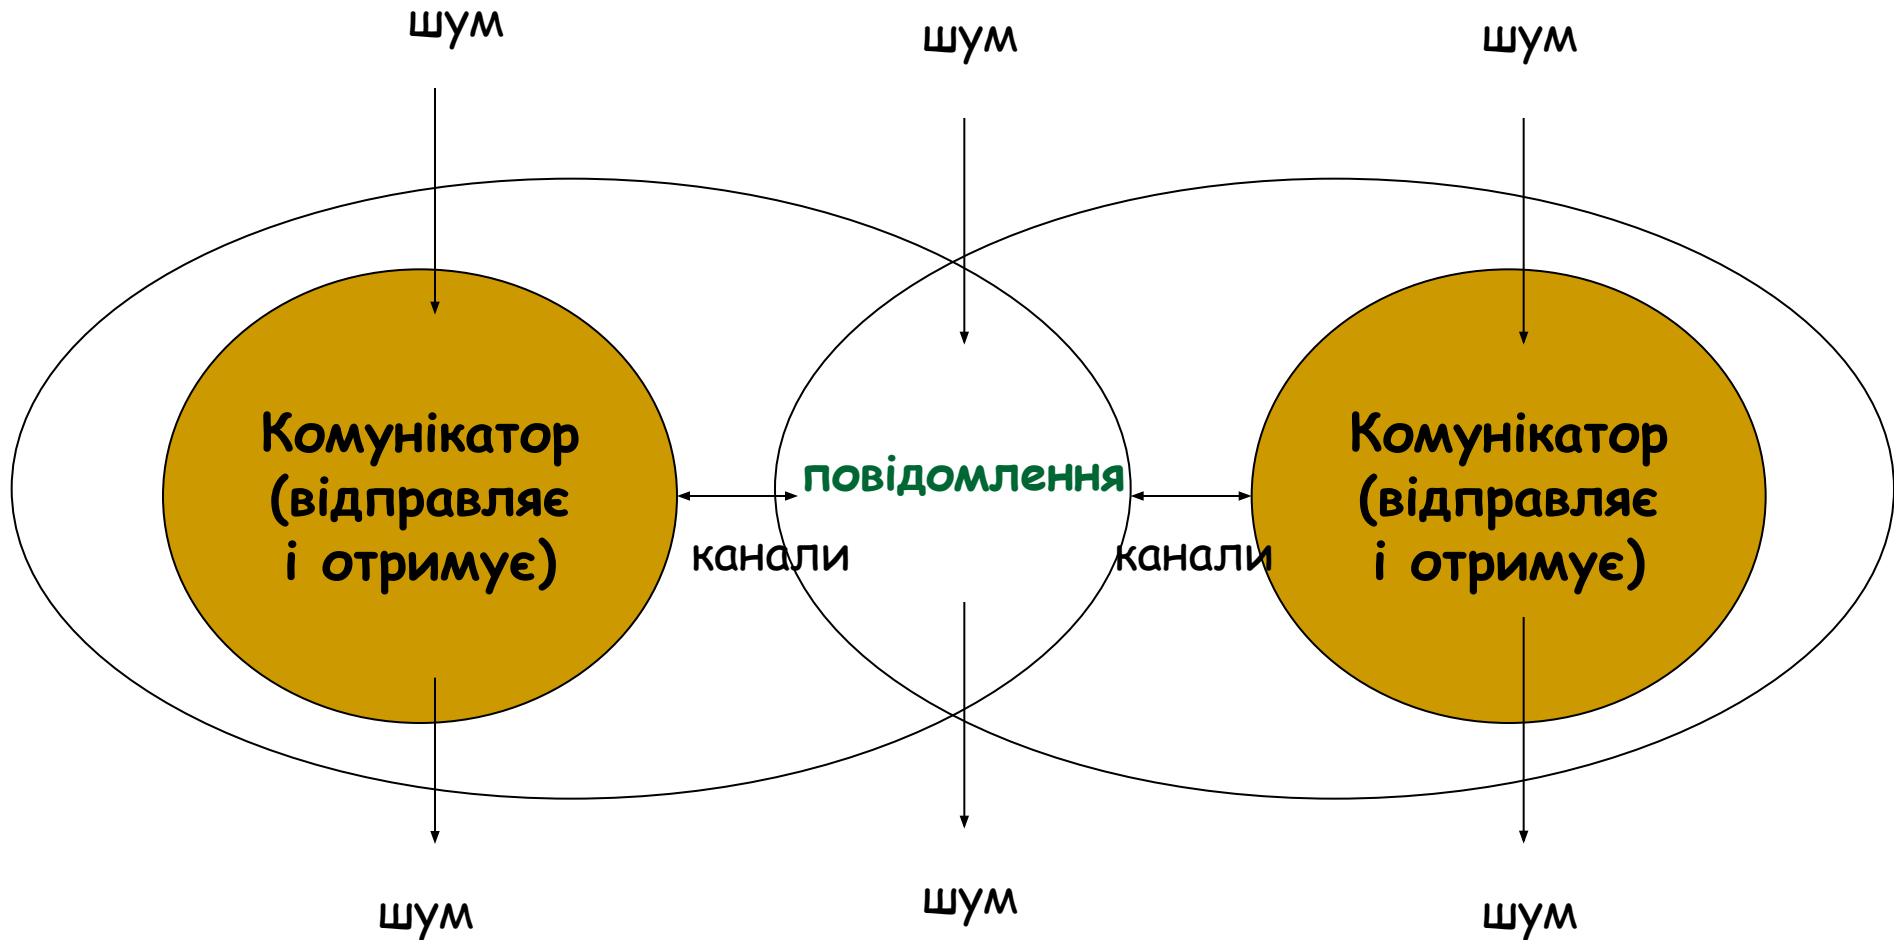 шум
шум
шум
Комунікатор
(відправляє
і отримує)
повідомлення
канали
канали
Комунікатор
(відправляє
і отримує)
шум
шум
шум